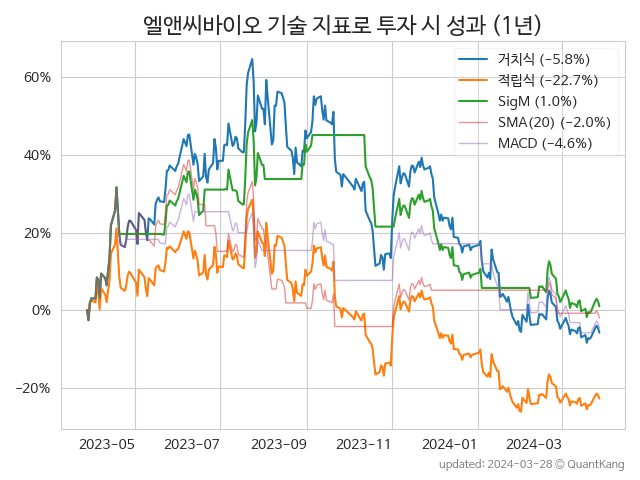 엘앤씨바이오 기술 지표로 투자 시 성과 (1년)
거치식 (−5.8%)
적립식 (−22.7%)
SigM (1.0%)
SMA(20) (−2.0%)
MACD (−4.6%)
60%
40%
20%
0%
−20%
2023-05 2023-07 2023-09 2023-11 2024-01 2024-03
updated: 2024-03-28 © QuantKang